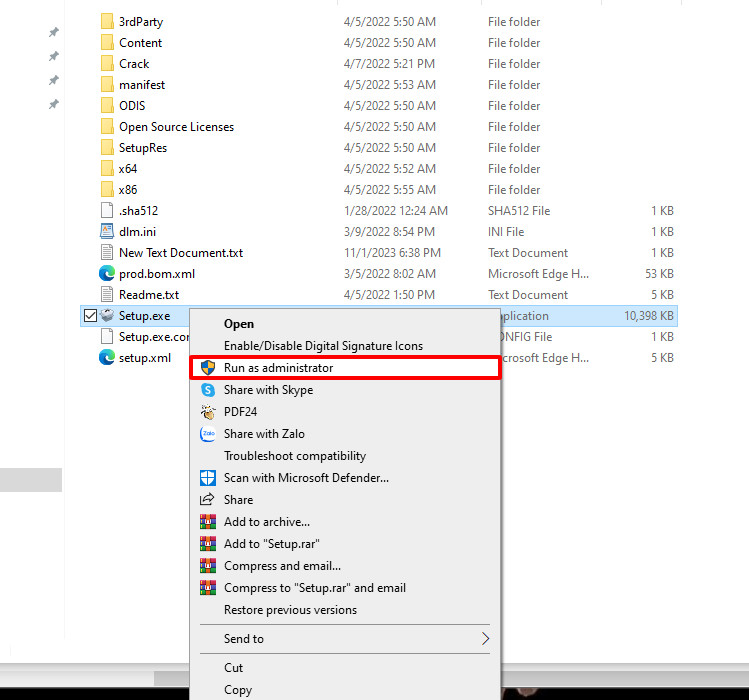 3rdParty 4/5/2022 5:50 AM File folder
Content 4/5/2022 5:50 AM File folder
Crack 4/7/2022 5:21 PM File folder
manifest 4/5/2022 5:53 AM File folder
ODIS 4/5/2022 5:50 AM File folder
Open Source Licenses 4/5/2022 5:50 AM File folder
SetupRes 4/5/2022 5:50 AM File folder
x64 4/5/2022 5:52 AM File folder
x86 4/5/2022 5:55 AM File folder
.sha512 1/28/2022 12:24 AM SHA512 File 1 KB
dlm.ini 3/9/2022 8:54 PM INI File 1 KB
New Text Document.txt 11/1/2023 6:38 PM Text Document 1 KB
prod.bom.xml 3/5/2022 8:02 AM Microsoft Edge H... 53 KB
Readme.txt 4/5/2022 1:50 PM Text Document 5 KB
Setup.exe plication 10,398 KB
Setup.exe.con ONFIG File 1 KB
setup.xml crosoft Edge H... 5 KB
Open
Enable/Disable Digital Signature Icons
Run as administrator
Share with Skype
PDF24
Zalo Share with Zalo
Troubleshoot compatibility
Scan with Microsoft Defender...
Share
Add to archive...
Add to "Setup.rar"
Compress and email...
Compress to "Setup.rar" and email
Restore previous versions
Send to
Cut
Copy